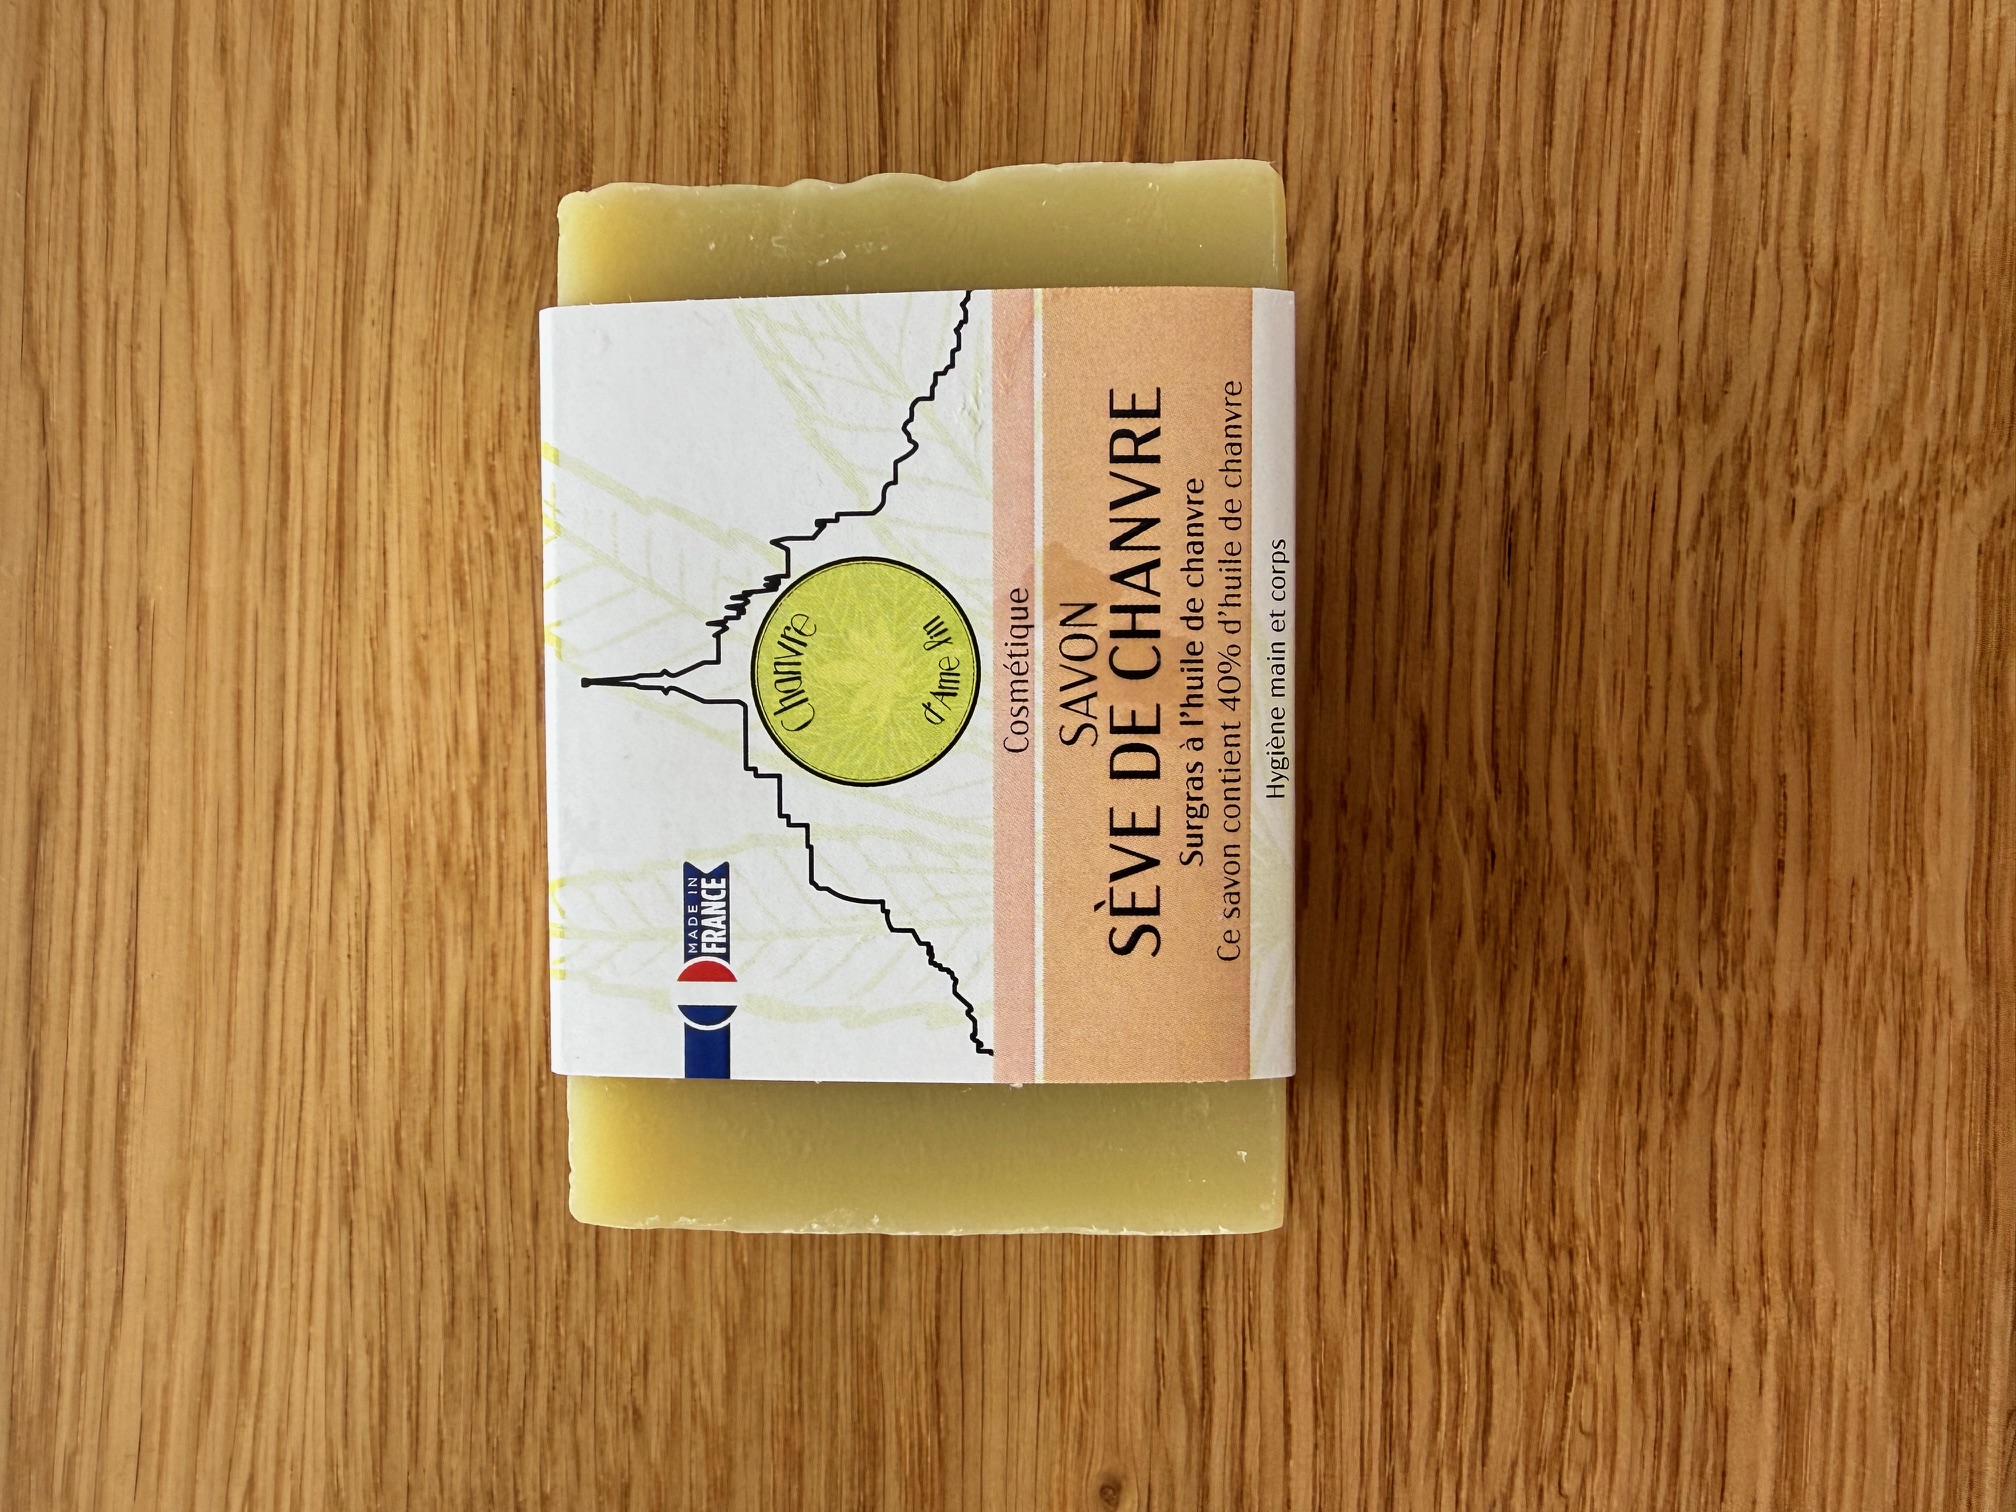 MADE IN
FRANCE
Chanvre
d'Ame Lin
Cosmétique
SAVON
SÈVE DE CHANVRE
Surgras à l'huile de chanvre
Ce savon contient 40% d'huile de chanvre
Hygiène main et corps